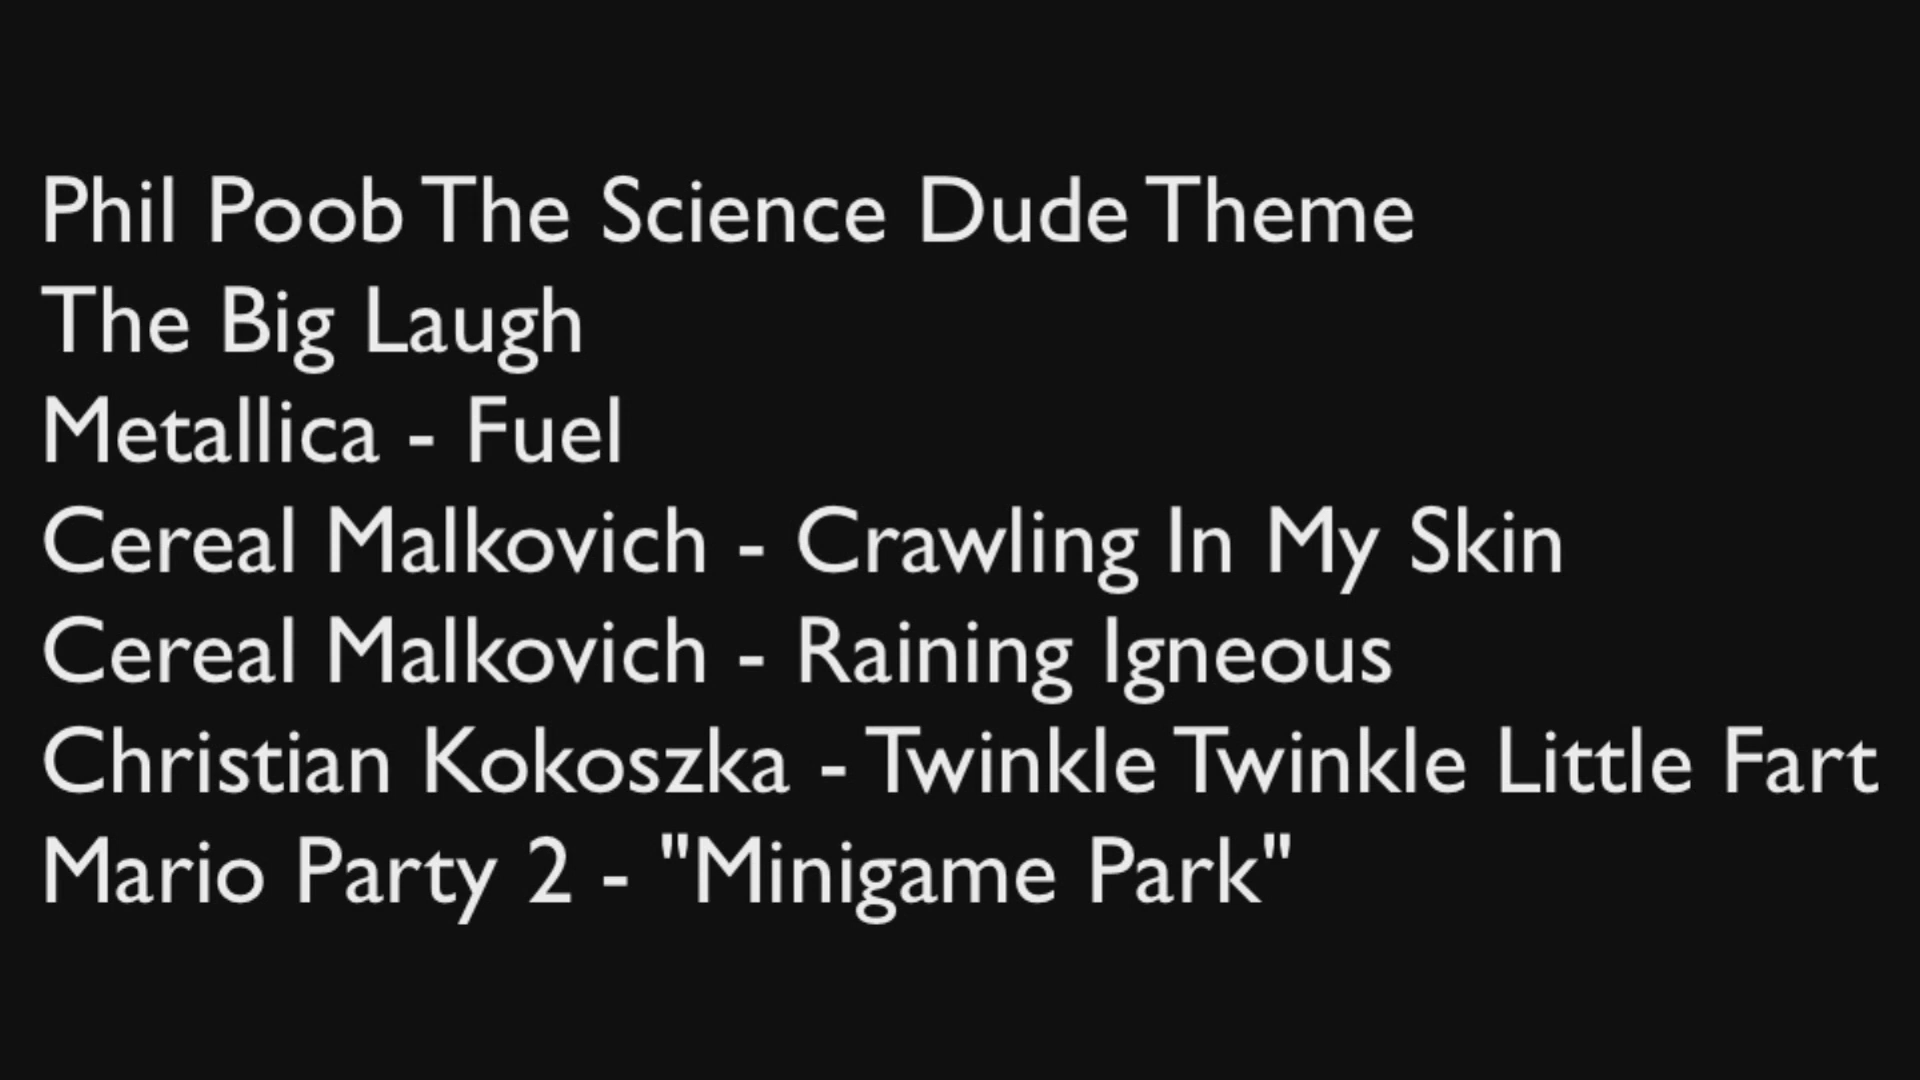 Phil Poob The Science Dude Theme
The Big Laugh
Metallica - Fuel
Cereal Malkovich - Crawling In My Skin
Cereal Malkovich - Raining Igneous
Christian Kokoszka - Twinkle Twinkle Little Fart
Mario Party 2 - "Minigame Park"